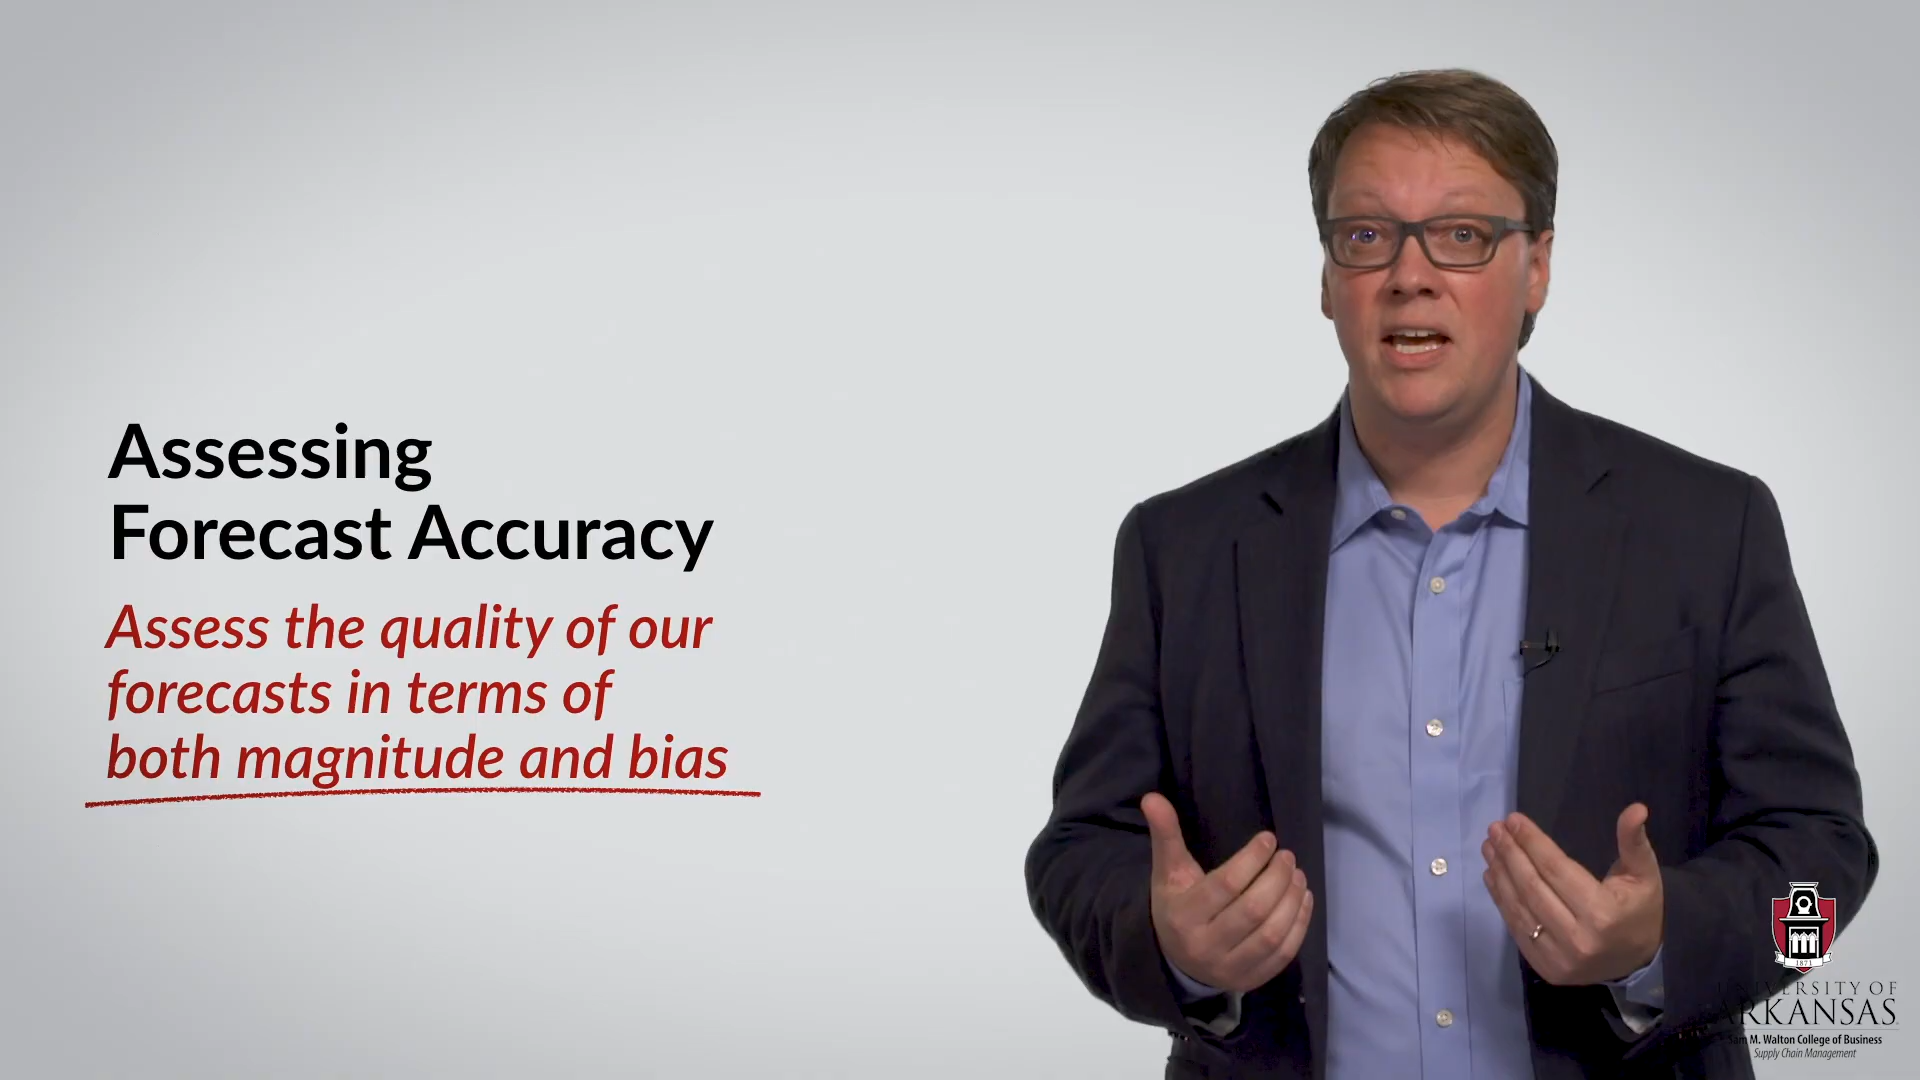 Assessing
Forecast Accuracy
Assess the quality of our
forecasts in terms of
both magnitude and bias
1871
UNIVERSITY OF
ARKANSAS
Sam M. Walton College of Business
Supply Chain Management